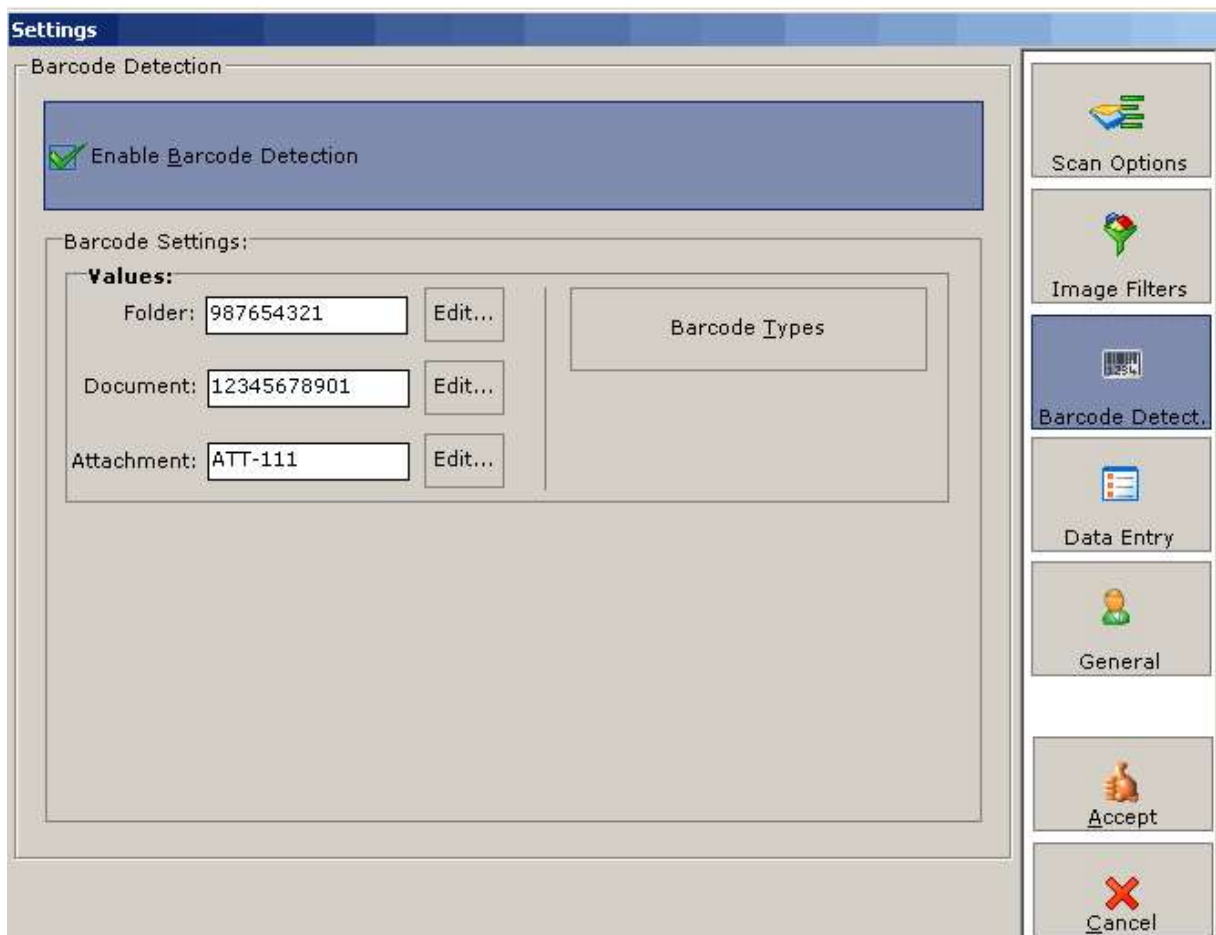 Settings
Barcode Detection
Enable Barcode Detection
Barcode Settings:
Values:
Folder: 987654321 Edit...
Barcode Types
Document: 12345678901 Edit...
Attachment: ATT-111 Edit...
Scan Options
Image Filters
1234
Barcode Detect.
Data Entry
General
Accept
Cancel